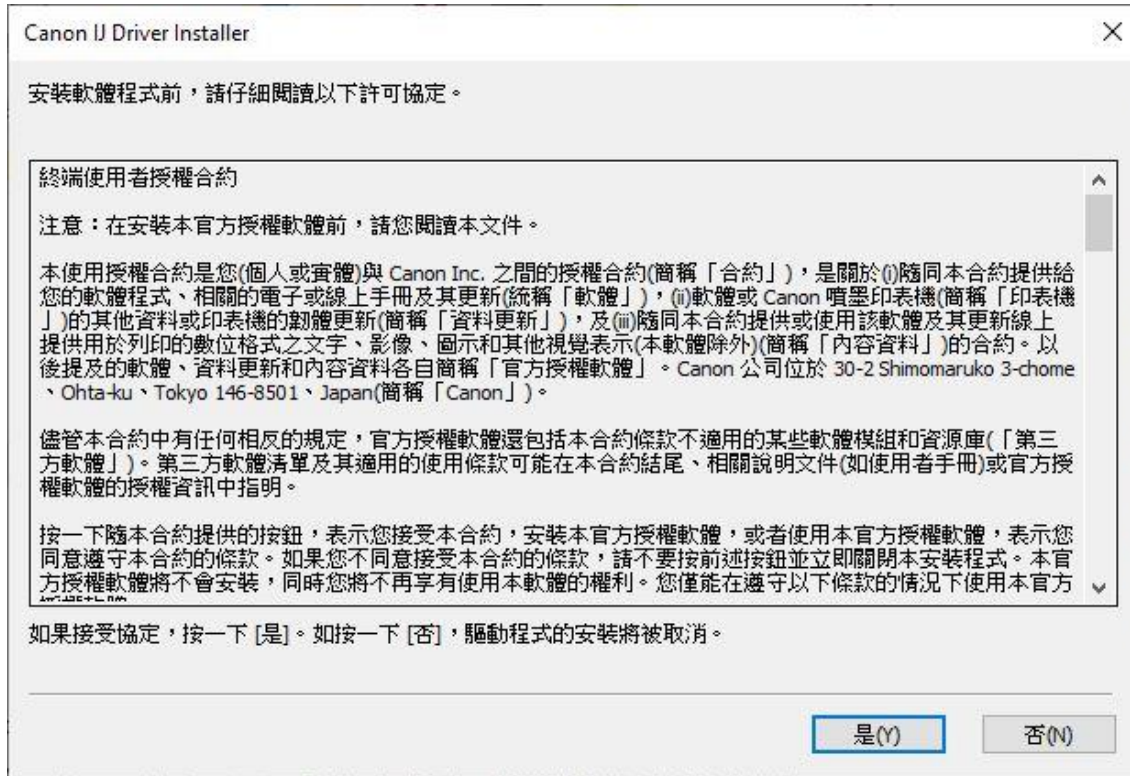 Canon IJ Driver Installer
安裝軟體程式前，請仔細閱讀以下許可協定。
終端使用者授權合約
注意：在安裝本官方授權軟體前，請您閱讀本文件。
本使用授權合約是您(個人或實體)與 Canon Inc. 之間的授權合約(簡稱「合約」)，是關於(i)隨同本合約提供給
您的軟體程式、相關的電子或線上手冊及其更新(統稱「軟體」)，(ii)軟體或 Canon 噴墨印表機(簡稱「印表機
」)的其他資料或印表機的韌體更新(簡稱「資料更新」)，及(iii)隨同本合約提供或使用該軟體及其更新線上
提供用於列印的數位格式之文字、影像、圖示和其他視覺表示(本軟體除外)(簡稱「內容資料」)的合約。以
後提及的軟體、資料更新和內容資料各自簡稱「官方授權軟體」。Canon 公司位於 30-2 Shimomaruko 3-chome
、Ohta-ku、Tokyo 146-8501、Japan(簡稱「Canon」)。
儘管本合約中有任何相反的規定，官方授權軟體還包括本合約條款不適用的某些軟體模組和資源庫(「第三
方軟體」)。第三方軟體清單及其適用的使用條款可能在本合約結尾、相關說明文件(如使用者手冊)或官方授
權軟體的授權資訊中指明。
按一下隨本合約提供的按鈕，表示您接受本合約，安裝本官方授權軟體，或者使用本官方授權軟體，表示您
同意遵守本合約的條款。如果您不同意接受本合約的條款，請不要按前述按鈕並立即關閉本安裝程式。本官
方授權軟體將不會安裝，同時您將不再享有使用本軟體的權利。您僅能在遵守以下條款的情況下使用本官方
如果接受協定，按一下 [是]。如按一下 [否]，驅動程式的安裝將被取消。
是(Y)
否(N)